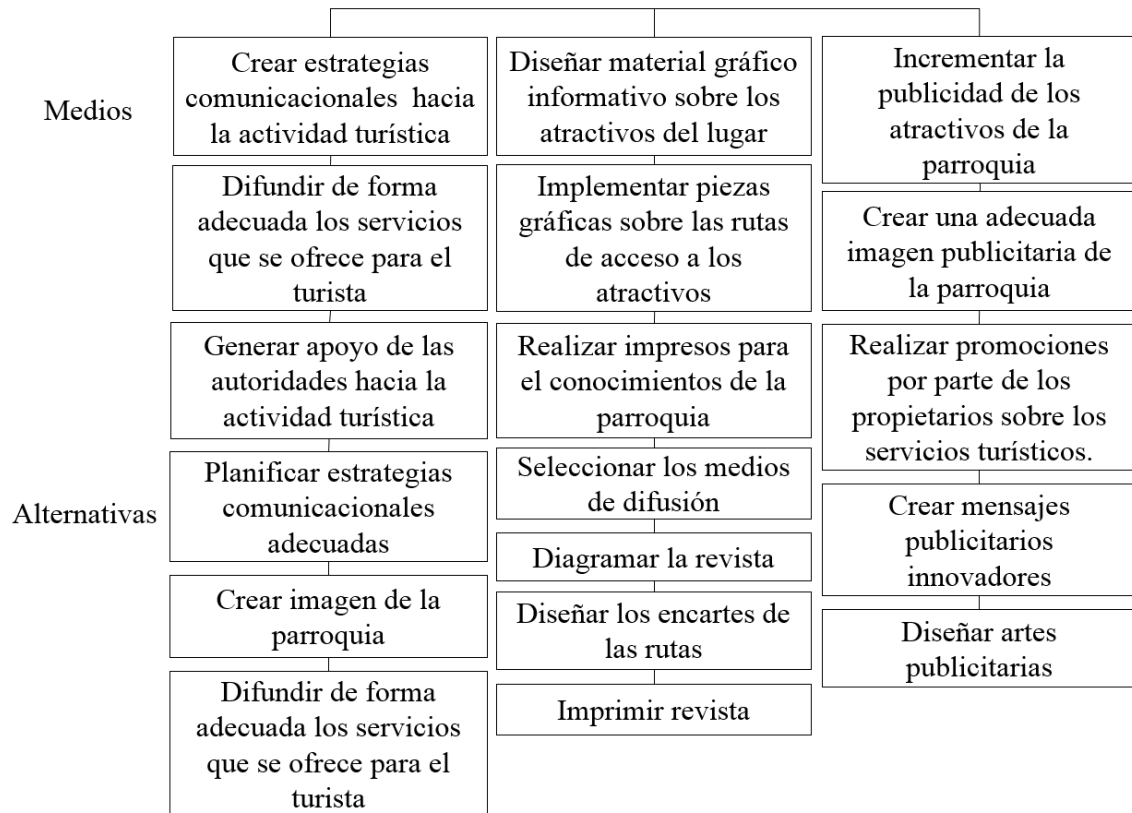 Medios
Crear estrategias
comunicacionales hacia
la actividad turística
Difundir de forma
adecuada los servicios
que se ofrece para el
turista
Generar apoyo de las
autoridades hacia la
actividad turística
Alternativas
Planificar estrategias
comunicacionales
adecuadas
Crear imagen de la
parroquia
Difundir de forma
adecuada los servicios
que se ofrece para el
turista
Diseñar material gráfico
informativo sobre los
atractivos del lugar
Implementar piezas
gráficas sobre las rutas
de acceso a los
atractivos
Realizar impresos para
el conocimientos de la
parroquia
Seleccionar los medios
de difusión
Diagramar la revista
Diseñar los encartes de
las rutas
Imprimir revista
Incrementar la
publicidad de los
atractivos de la
parroquia
Crear una adecuada
imagen publicitaria de
la parroquia
Realizar promociones
por parte de los
propietarios sobre los
servicios turísticos.
Crear mensajes
publicitarios
innovadores
Diseñar artes
publicitarias